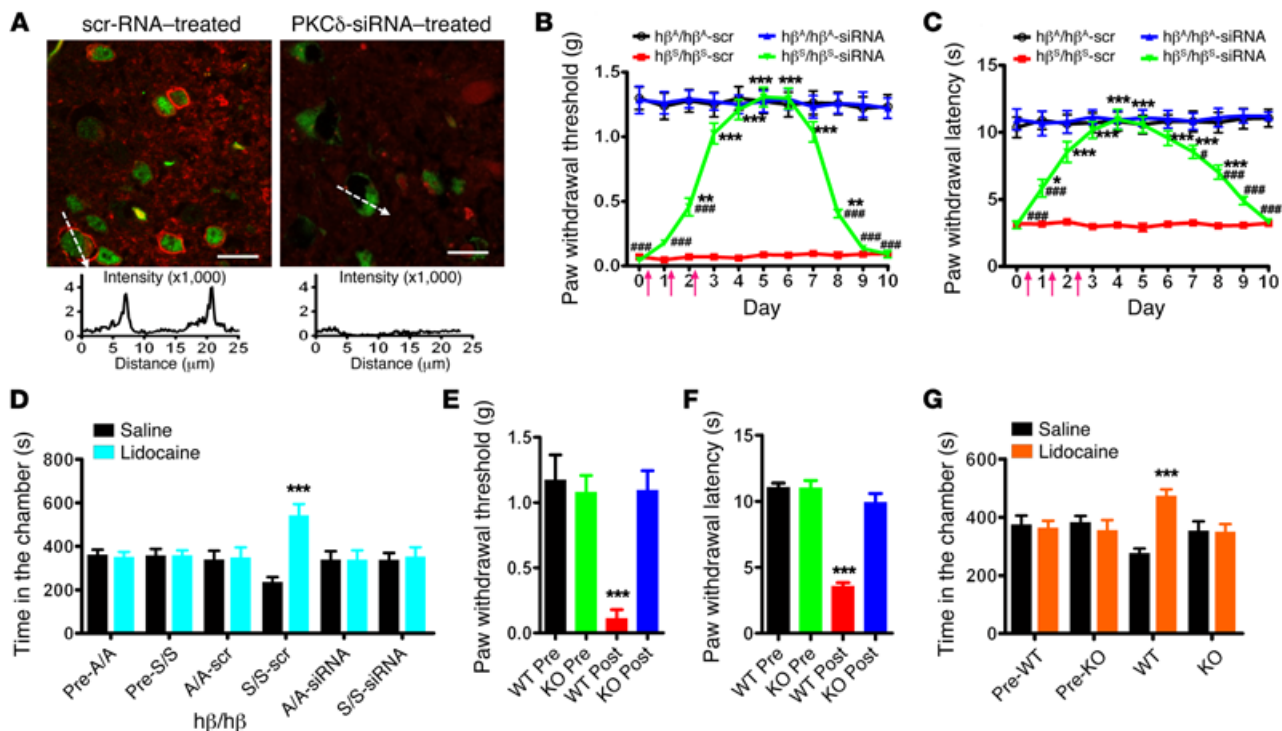 A
scr-RNA–treated
PKCδ-siRNA–treated
Intensity (x1,000)
4
2
0
0 5 10 15 20 25
Distance (μm)
Intensity (x1,000)
4
2
0
0 5 10 15 20 25
Distance (μm)
B
hβᴬ/hβᴬ-scr
hβᴬ/hβᴬ-siRNA
hβˢ/hβˢ-scr
hβˢ/hβˢ-siRNA
Paw withdrawal threshold (g)
1.5
1.0
0.5
0.0
***
***
***
***
***
**
###
**
###
###
###
###
###
0 1 2 3 4 5 6 7 8 9 10
Day
C
hβᴬ/hβᴬ-scr
hβᴬ/hβᴬ-siRNA
hβˢ/hβˢ-scr
hβˢ/hβˢ-siRNA
Paw withdrawal latency (s)
15
10
5
0
***
***
***
***
***
***
#
***
###
*
###
###
###
###
0 1 2 3 4 5 6 7 8 9 10
Day
D
Saline
Lidocaine
Time in the chamber (s)
800
600
400
200
0
***
Pre-A/A
Pre-S/S
A/A-scr
S/S-scr
A/A-siRNA
S/S-siRNA
hβ/hβ
E
Paw withdrawal threshold (g)
1.5
1.0
0.5
0.0
***
WT Pre
KO Pre
WT Post
KO Post
F
Paw withdrawal latency (s)
15
10
5
0
***
WT Pre
KO Pre
WT Post
KO Post
G
Saline
Lidocaine
Time in the chamber (s)
600
400
200
0
***
Pre-WT
Pre-KO
WT
KO